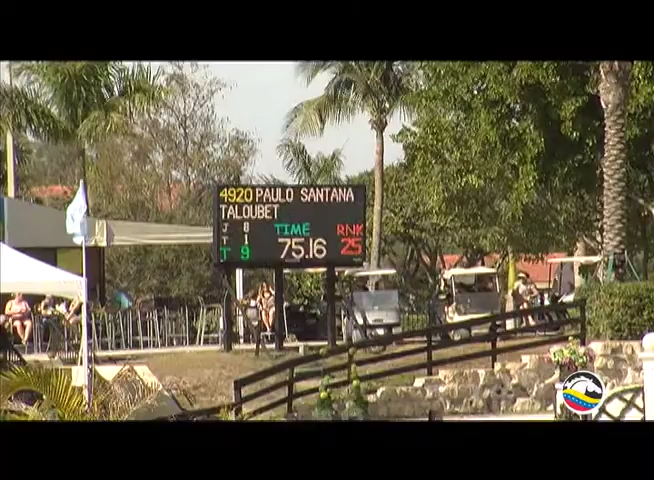 4920 PAULO SANTANA
TALOUBET
J 8 TIME RNK
T 1 75.16 25
T 9